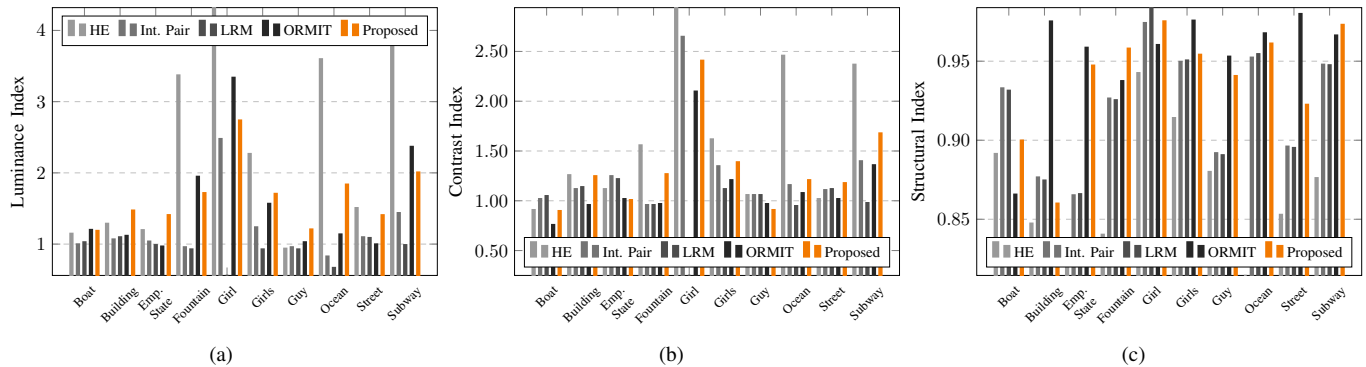 4
3
2
1
Luminance Index
HE Int. Pair LRM ORMIT Proposed
Boat
Building
Emp. State
Fountain
Girl
Girls
Guy
Ocean
Street
Subway
(a)
2.50
2.00
1.50
1.00
0.50
Contrast Index
HE Int. Pair LRM ORMIT Proposed
Boat
Building
Emp. State
Fountain
Girl
Girls
Guy
Ocean
Street
Subway
(b)
0.95
0.90
0.85
Structural Index
HE Int. Pair LRM ORMIT Proposed
Boat
Building
Emp. State
Fountain
Girl
Girls
Guy
Ocean
Street
Subway
(c)